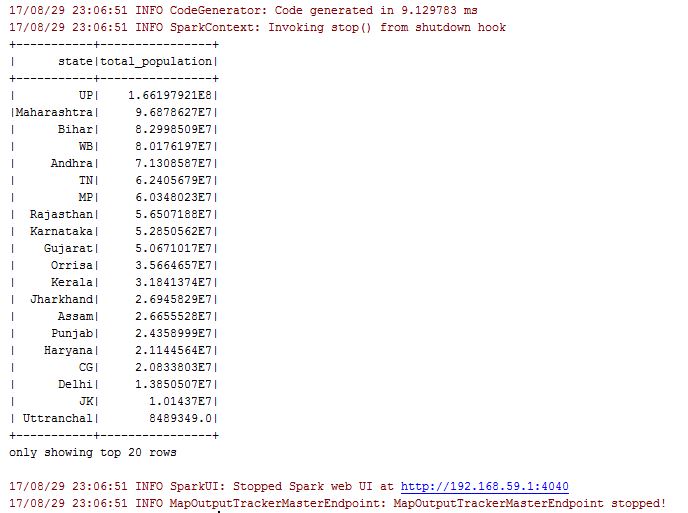 17/08/29 23:06:51 INFO CodeGenerator: Code generated in 9.129783 ms
17/08/29 23:06:51 INFO SparkContext: Invoking stop() from shutdown hook
+-----------+----------------+
|      state|total_population|
+-----------+----------------+
|         UP|    1.66197921E8|
|Maharashtra|     9.6878627E7|
|      Bihar|     8.2998509E7|
|         WB|     8.0176197E7|
|     Andhra|     7.1308587E7|
|         TN|     6.2405679E7|
|         MP|     6.0348023E7|
|  Rajasthan|     5.6507188E7|
|  Karnataka|     5.2850562E7|
|    Gujarat|     5.0671017E7|
|     Orrisa|     3.5664657E7|
|     Kerala|     3.1841374E7|
|  Jharkhand|     2.6945829E7|
|      Assam|     2.6655528E7|
|     Punjab|     2.4358999E7|
|    Haryana|     2.1144564E7|
|         CG|     2.0833803E7|
|      Delhi|     1.3850507E7|
|         JK|       1.01437E7|
| Uttranchal|       8489349.0|
+-----------+----------------+
only showing top 20 rows
17/08/29 23:06:51 INFO SparkUI: Stopped Spark web UI at http://192.168.59.1:4040
17/08/29 23:06:51 INFO MapOutputTrackerMasterEndpoint: MapOutputTrackerMasterEndpoint stopped!